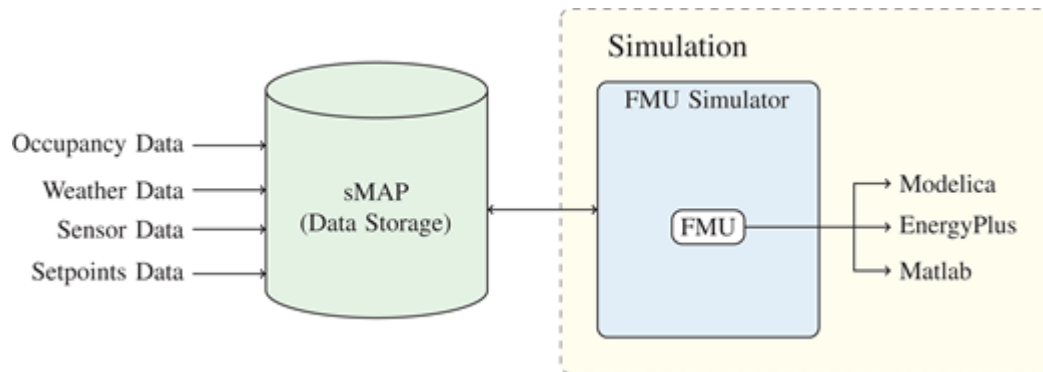 Simulation
FMU Simulator
Occupancy Data
Weather Data
Sensor Data
Setpoints Data
sMAP
(Data Storage)
FMU
Modelica
EnergyPlus
Matlab